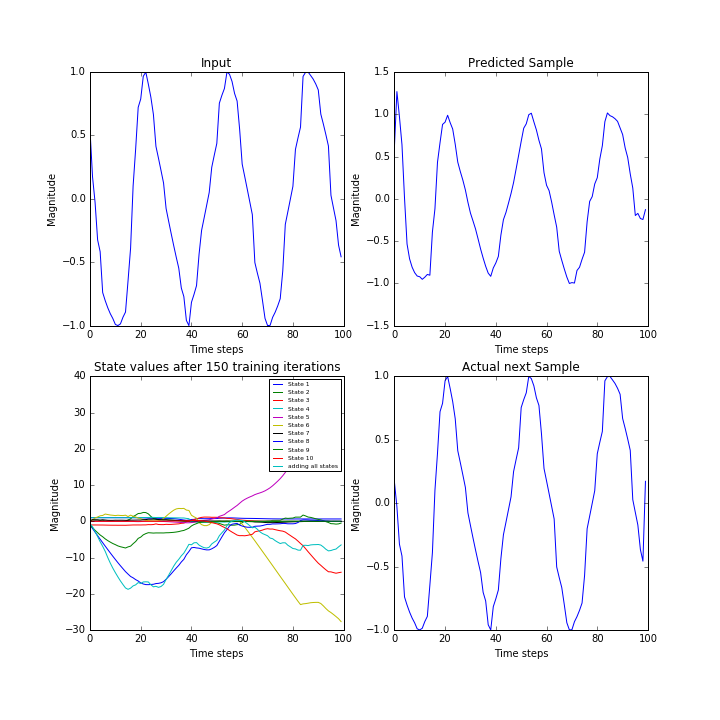 Input
Magnitude
1.0
0.5
0.0
−0.5
−1.0
0 20 40 60 80 100
Time steps
Predicted Sample
Magnitude
1.5
1.0
0.5
0.0
−0.5
−1.0
−1.5
0 20 40 60 80 100
Time steps
State values after 150 training iterations
Magnitude
40
30
20
10
0
−10
−20
−30
0 20 40 60 80 100
Time steps
State 1
State 2
State 3
State 4
State 5
State 6
State 7
State 8
State 9
State 10
adding all states
Actual next Sample
Magnitude
1.0
0.5
0.0
−0.5
−1.0
0 20 40 60 80 100
Time steps